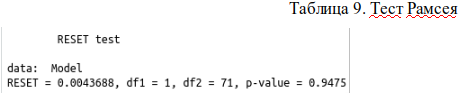 Таблица 9. Тест Рамсея
RESET test
data: Model
RESET = 0.0043688, df1 = 1, df2 = 71, p-value = 0.9475